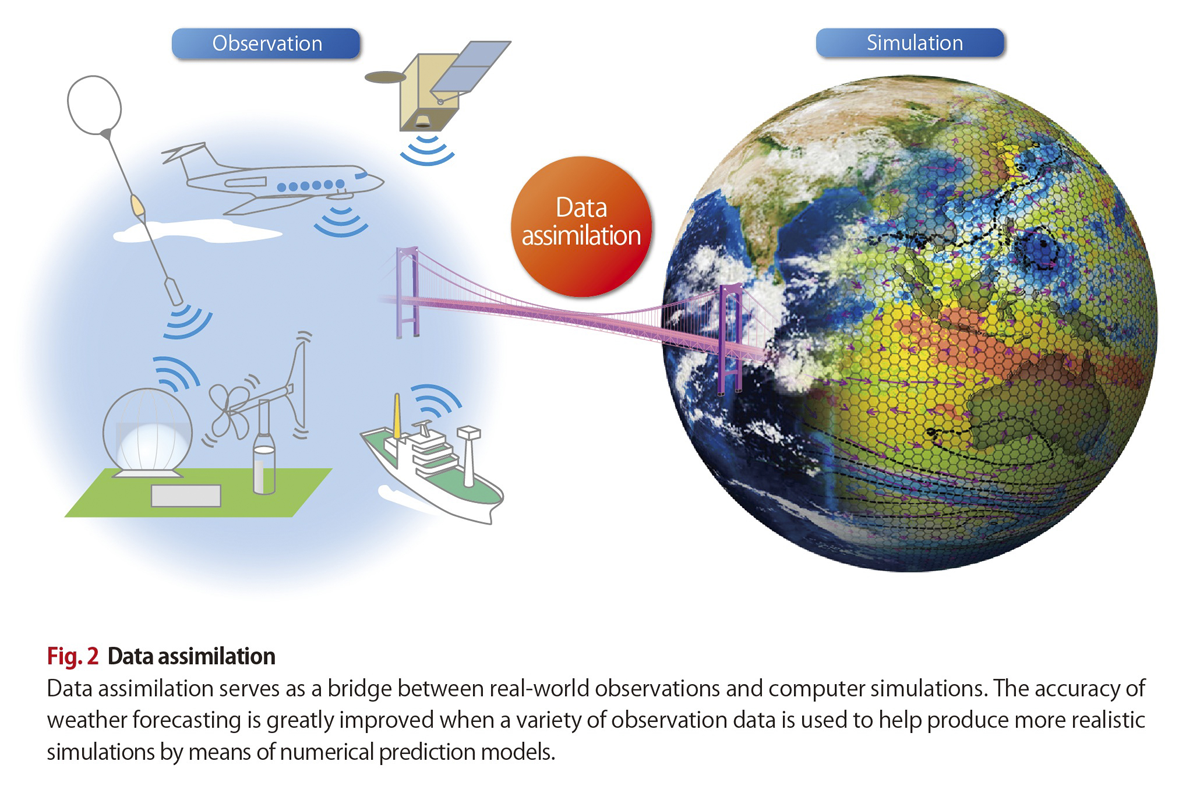 Observation
Simulation
Data
assimilation
Fig. 2 Data assimilation
Data assimilation serves as a bridge between real-world observations and computer simulations. The accuracy of
weather forecasting is greatly improved when a variety of observation data is used to help produce more realistic
simulations by means of numerical prediction models.